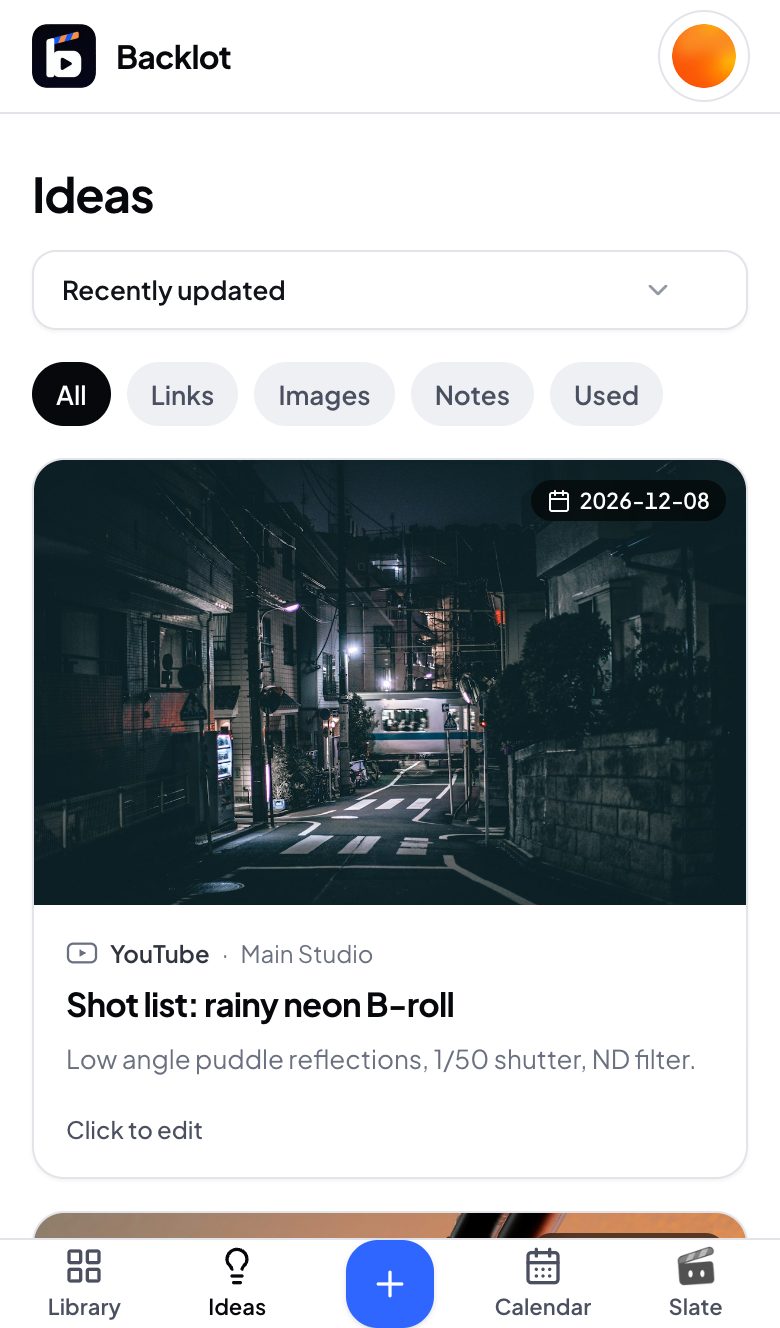 Backlot
Ideas
Recently updated
All Links Images Notes Used
2026-12-08
YouTube · Main Studio
Shot list: rainy neon B-roll
Low angle puddle reflections, 1/50 shutter, ND filter.
Click to edit
Library Ideas Calendar Slate